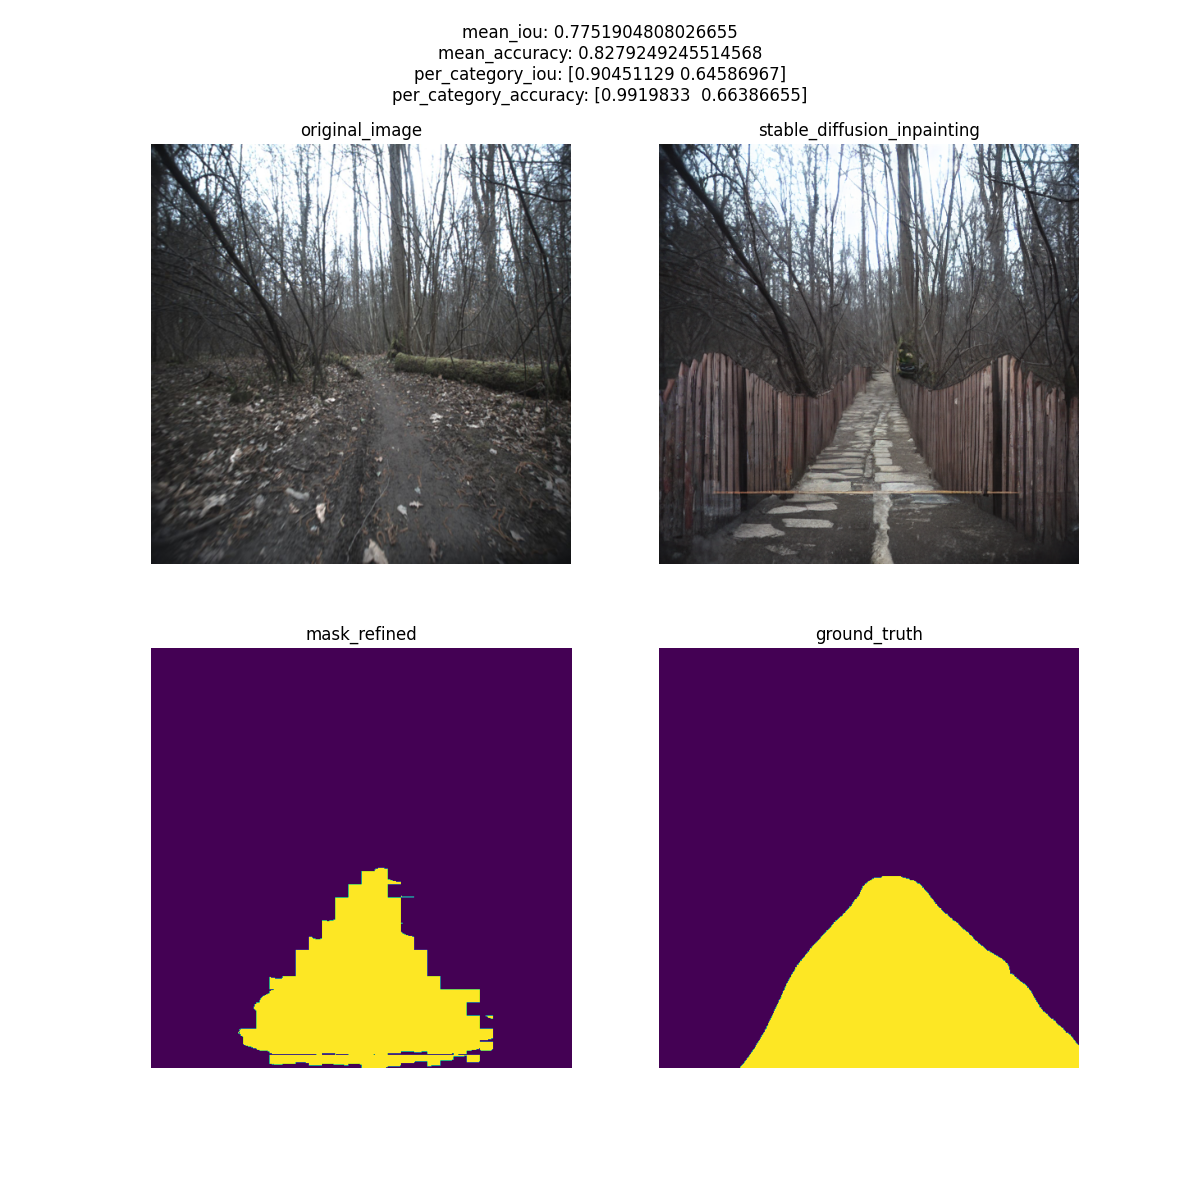 mean_iou: 0.7751904808026655
mean_accuracy: 0.8279249245514568
per_category_iou: [0.90451129 0.64586967]
per_category_accuracy: [0.9919833  0.66386655]
original_image
stable_diffusion_inpainting
mask_refined
ground_truth